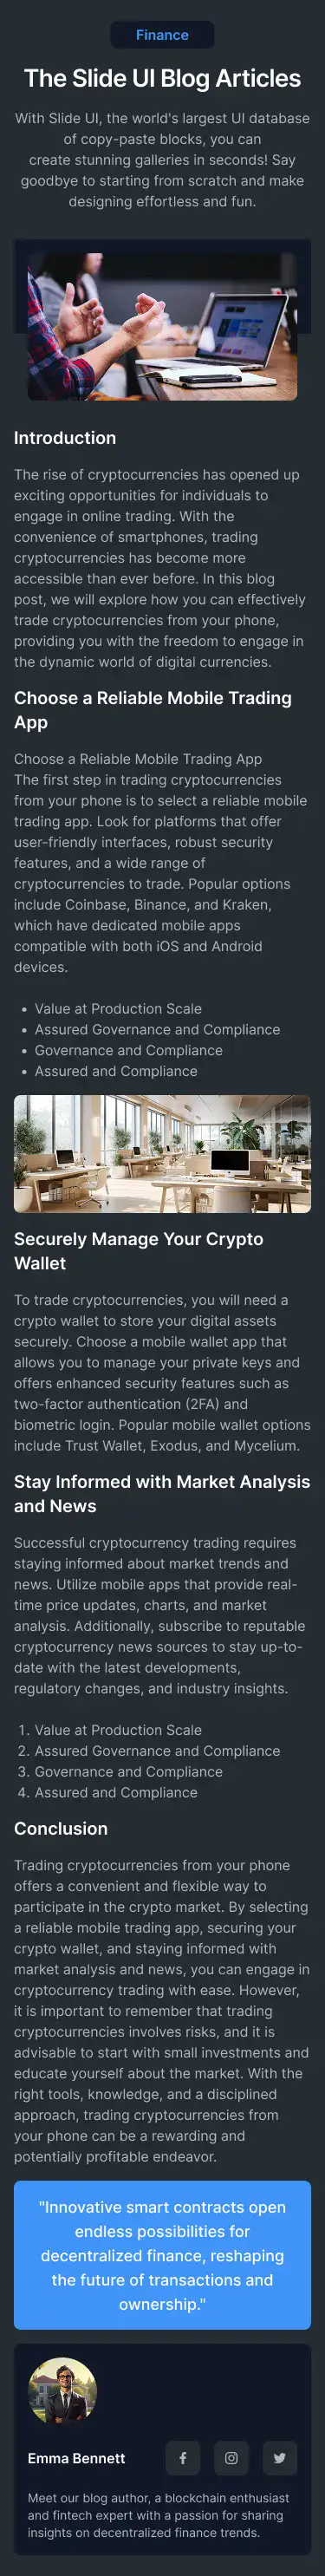 Finance
The Slide UI Blog Articles
With Slide UI, the world's largest UI database
of copy-paste blocks, you can
create stunning galleries in seconds! Say
goodbye to starting from scratch and make
designing effortless and fun.
Introduction
The rise of cryptocurrencies has opened up
exciting opportunities for individuals to
engage in online trading. With the
convenience of smartphones, trading
cryptocurrencies has become more
accessible than ever before. In this blog
post, we will explore how you can effectively
trade cryptocurrencies from your phone,
providing you with the freedom to engage in
the dynamic world of digital currencies.
Choose a Reliable Mobile Trading
App
Choose a Reliable Mobile Trading App
The first step in trading cryptocurrencies
from your phone is to select a reliable mobile
trading app. Look for platforms that offer
user-friendly interfaces, robust security
features, and a wide range of
cryptocurrencies to trade. Popular options
include Coinbase, Binance, and Kraken,
which have dedicated mobile apps
compatible with both iOS and Android
devices.
• Value at Production Scale
• Assured Governance and Compliance
• Governance and Compliance
• Assured and Compliance
Securely Manage Your Crypto
Wallet
To trade cryptocurrencies, you will need a
crypto wallet to store your digital assets
securely. Choose a mobile wallet app that
allows you to manage your private keys and
offers enhanced security features such as
two-factor authentication (2FA) and
biometric login. Popular mobile wallet options
include Trust Wallet, Exodus, and Mycelium.
Stay Informed with Market Analysis
and News
Successful cryptocurrency trading requires
staying informed about market trends and
news. Utilize mobile apps that provide real-
time price updates, charts, and market
analysis. Additionally, subscribe to reputable
cryptocurrency news sources to stay up-to-
date with the latest developments,
regulatory changes, and industry insights.
1. Value at Production Scale
2. Assured Governance and Compliance
3. Governance and Compliance
4. Assured and Compliance
Conclusion
Trading cryptocurrencies from your phone
offers a convenient and flexible way to
participate in the crypto market. By selecting
a reliable mobile trading app, securing your
crypto wallet, and staying informed with
market analysis and news, you can engage in
cryptocurrency trading with ease. However,
it is important to remember that trading
cryptocurrencies involves risks, and it is
advisable to start with small investments and
educate yourself about the market. With the
right tools, knowledge, and a disciplined
approach, trading cryptocurrencies from
your phone can be a rewarding and
potentially profitable endeavor.
"Innovative smart contracts open
endless possibilities for
decentralized finance, reshaping
the future of transactions and
ownership."
Emma Bennett
Meet our blog author, a blockchain enthusiast
and fintech expert with a passion for sharing
insights on decentralized finance trends.